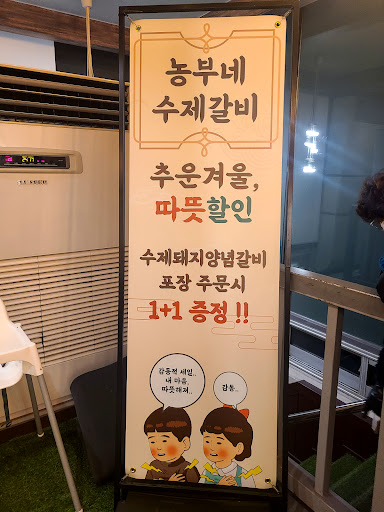 농부네
수제갈비
추운겨울,
따뜻할인
수제돼지양념갈비
포장 주문시
1+1 증정 !!
감동적 세일..
내 마음,
따뜻해져..
감동..